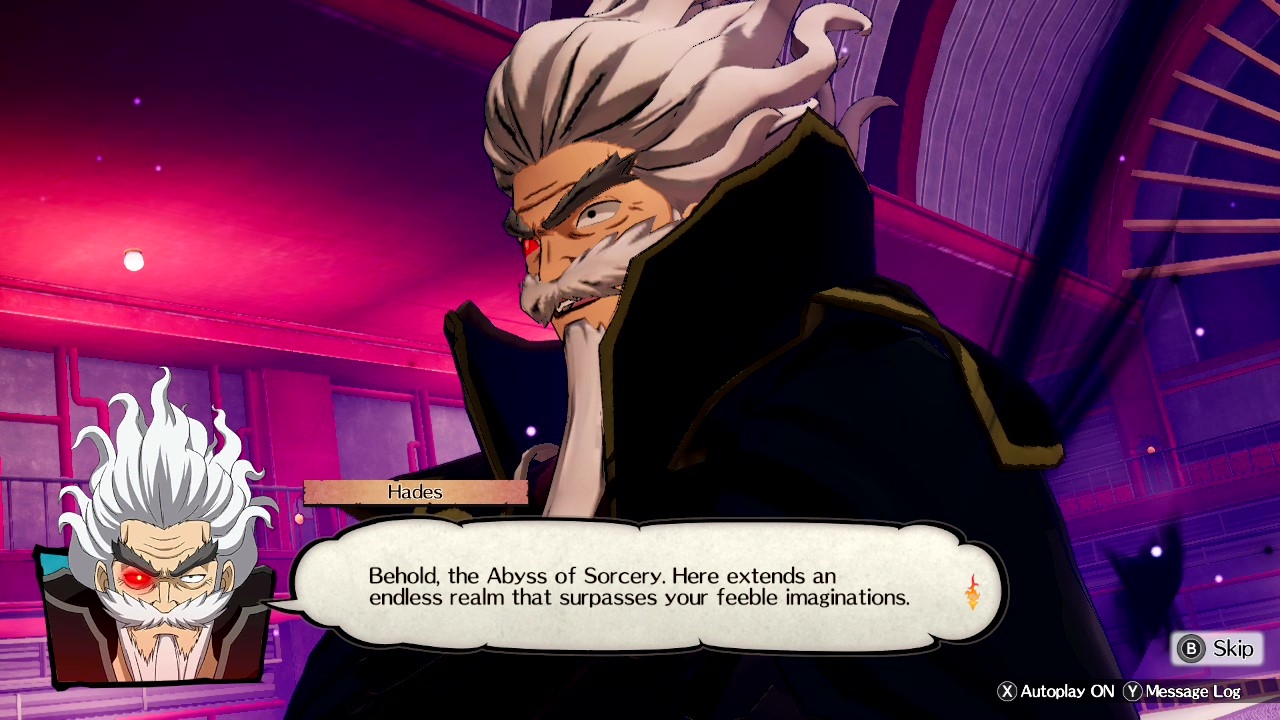 Hades
Behold, the Abyss of Sorcery. Here extends an
endless realm that surpasses your feeble imaginations.
B Skip
X Autoplay ON Y Message Log